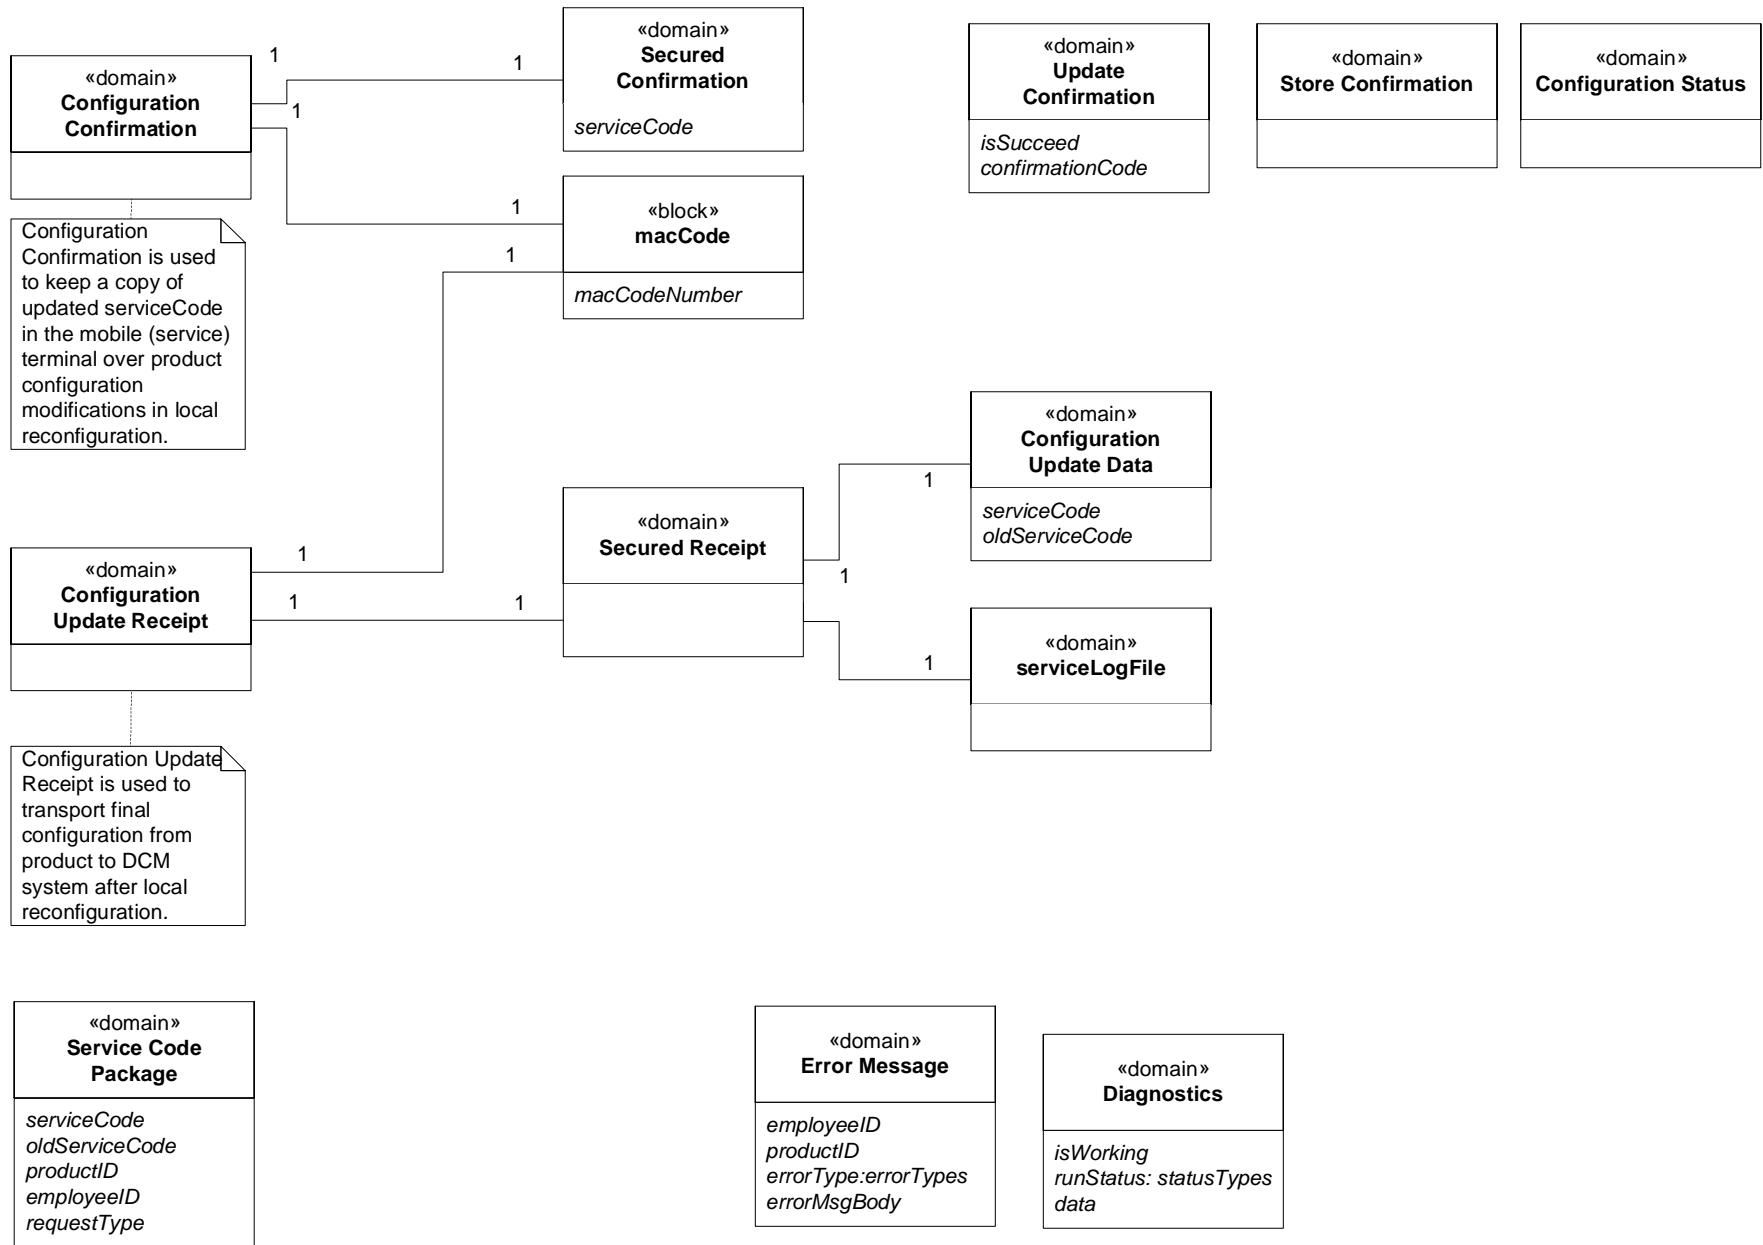 «domain»
Configuration
Confirmation
1
1
1
«domain»
Secured
Confirmation
serviceCode
«domain»
Update
Confirmation
isSucceed
confirmationCode
«domain»
Store Confirmation
«domain»
Configuration Status
Configuration
Confirmation is used
to keep a copy of
updated serviceCode
in the mobile (service)
terminal over product
configuration
modifications in local
reconfiguration.
1
1
«block»
macCode
macCodeNumber
«domain»
Configuration
Update Receipt
1
1
1
«domain»
Secured Receipt
1
1
1
«domain»
Configuration
Update Data
serviceCode
oldServiceCode
«domain»
serviceLogFile
Configuration Update
Receipt is used to
transport final
configuration from
product to DCM
system after local
reconfiguration.
«domain»
Service Code
Package
serviceCode
oldServiceCode
productID
employeeID
requestType
«domain»
Error Message
employeeID
productID
errorType:errorTypes
errorMsgBody
«domain»
Diagnostics
isWorking
runStatus: statusTypes
data